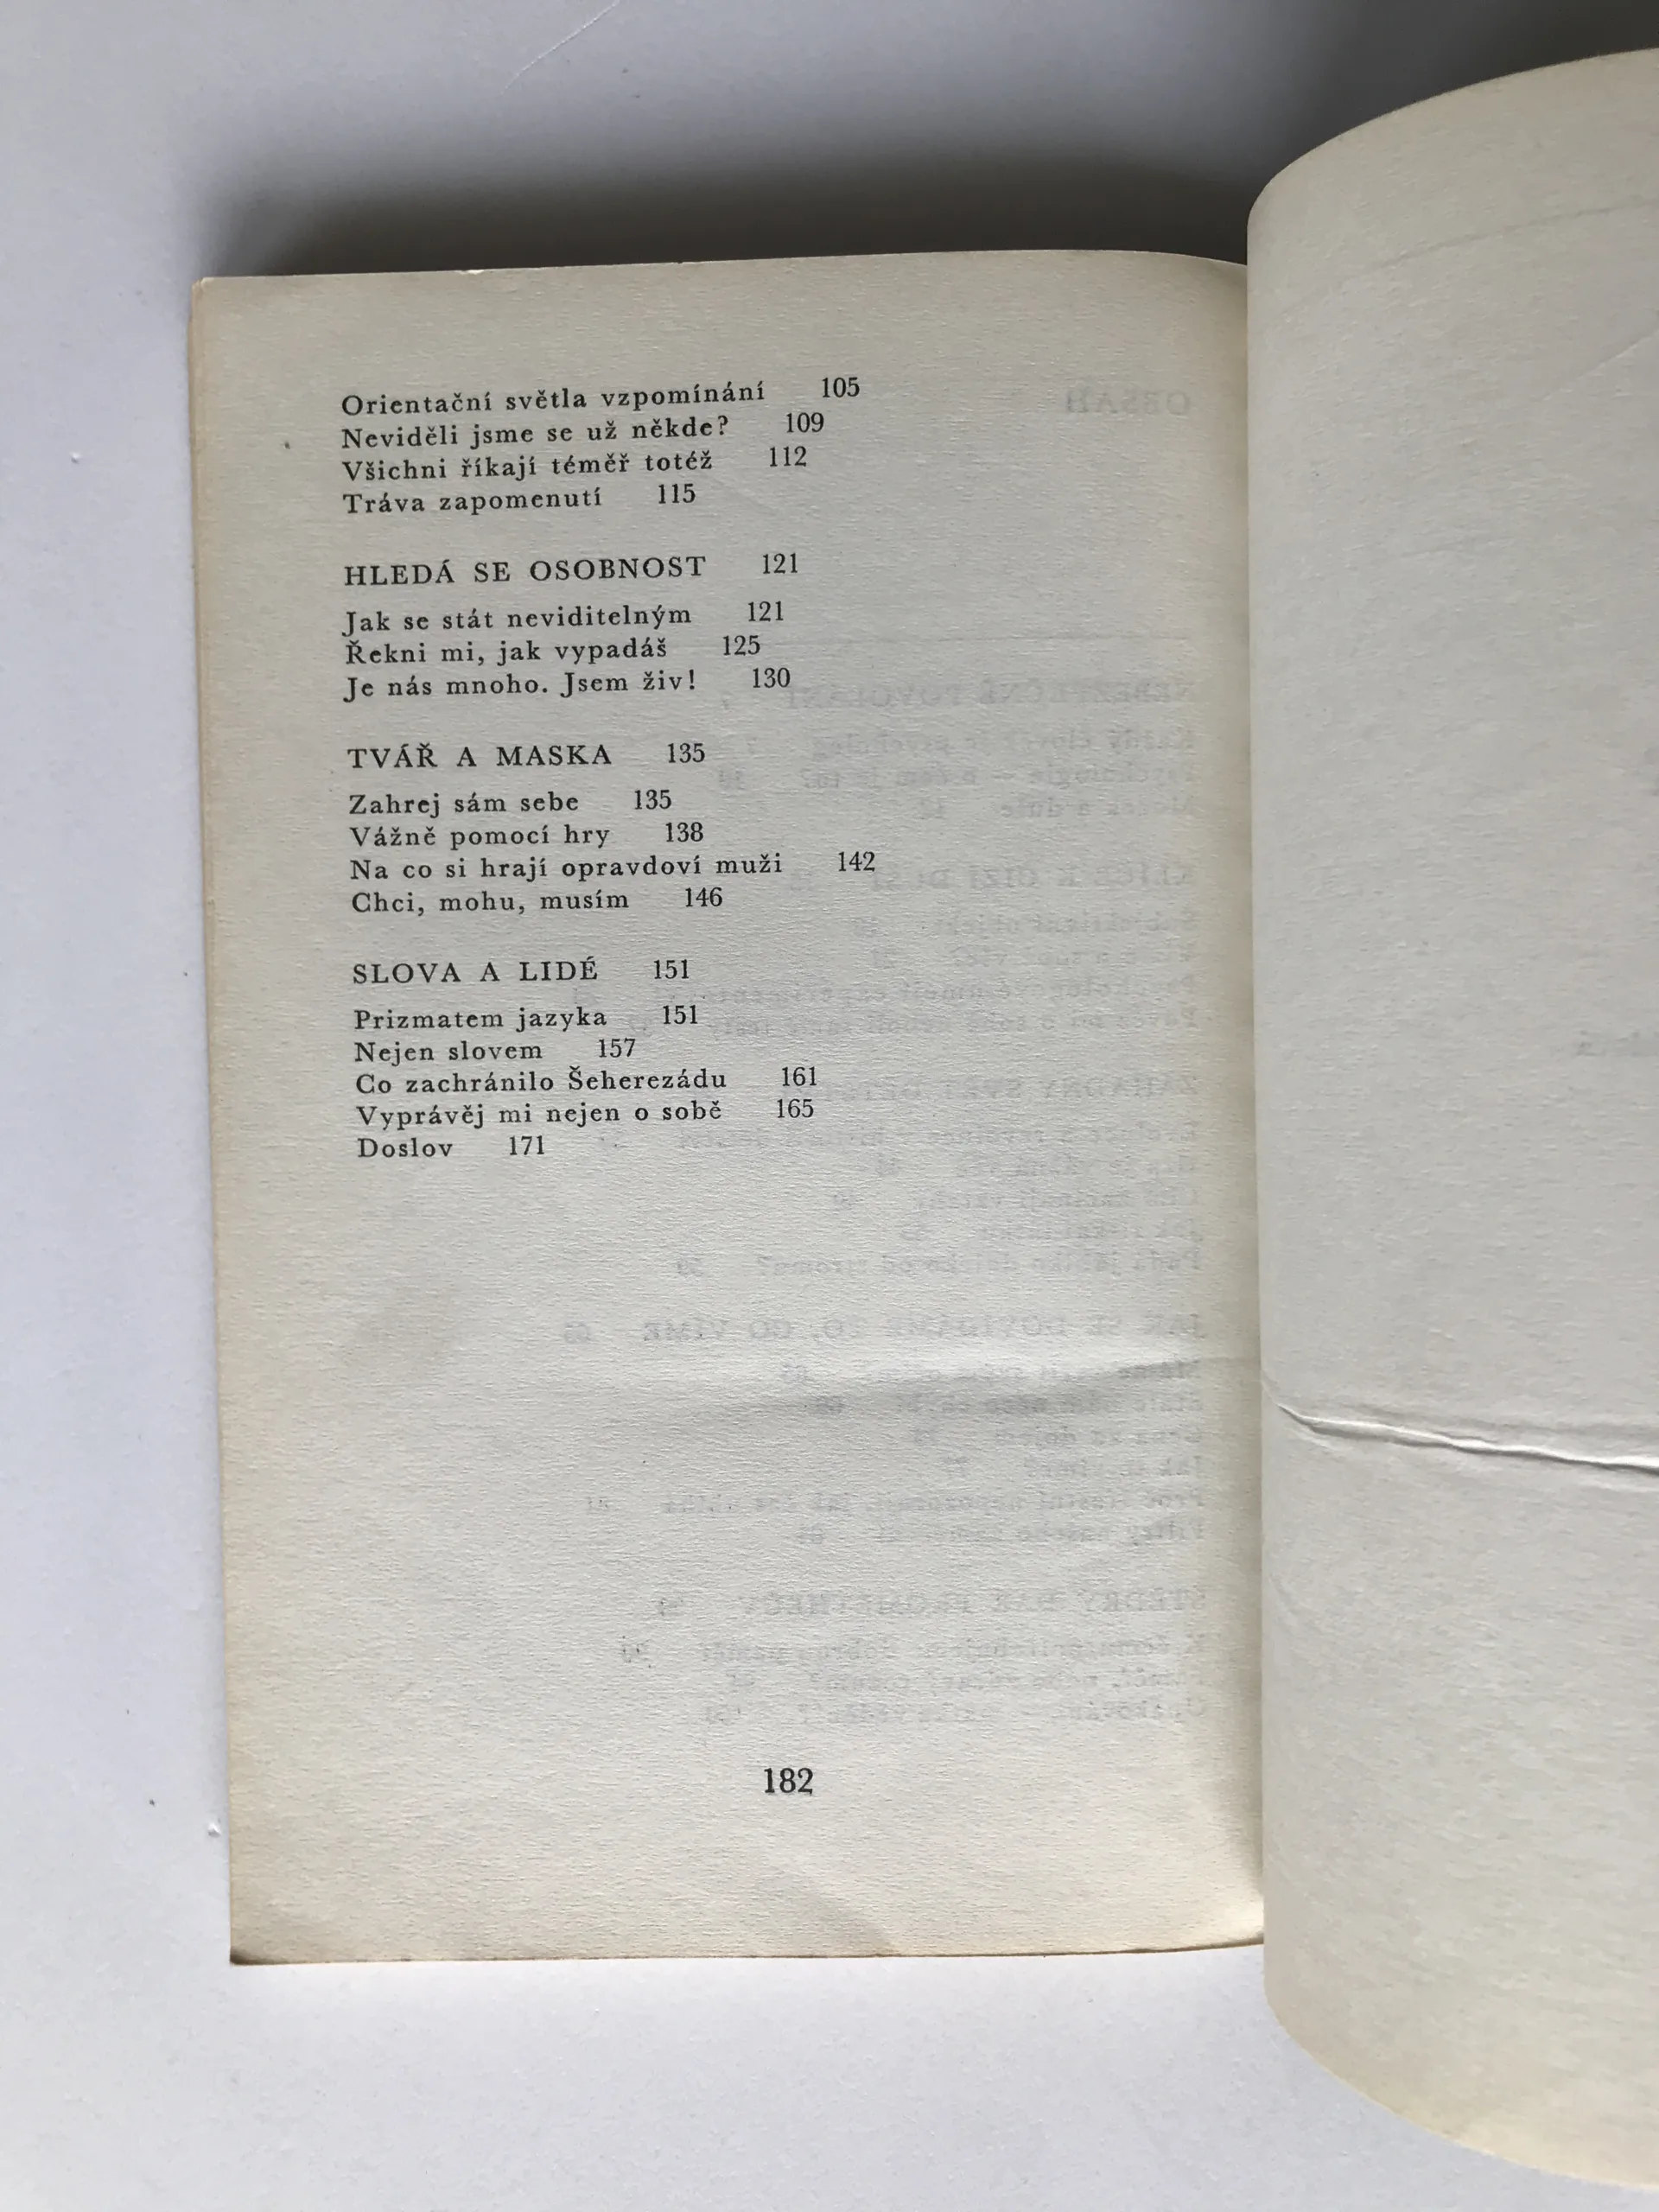 Orientační světla vzpomínání 105
Neviděli jsme se už někde? 109
Všichni říkají téměř totéž 112
Tráva zapomenutí 115
HLEDÁ SE OSOBNOST 121
Jak se stát neviditelným 121
Řekni mi, jak vypadáš 125
Je nás mnoho. Jsem živ! 130
TVÁŘ A MASKA 135
Zahrej sám sebe 135
Vážně pomocí hry 138
Na co si hrají opravdoví muži 142
Chci, mohu, musím 146
SLOVA A LIDÉ 151
Prizmatem jazyka 151
Nejen slovem 157
Co zachránilo Šeherezádu 161
Vyprávěj mi nejen o sobě 165
Doslov 171
182